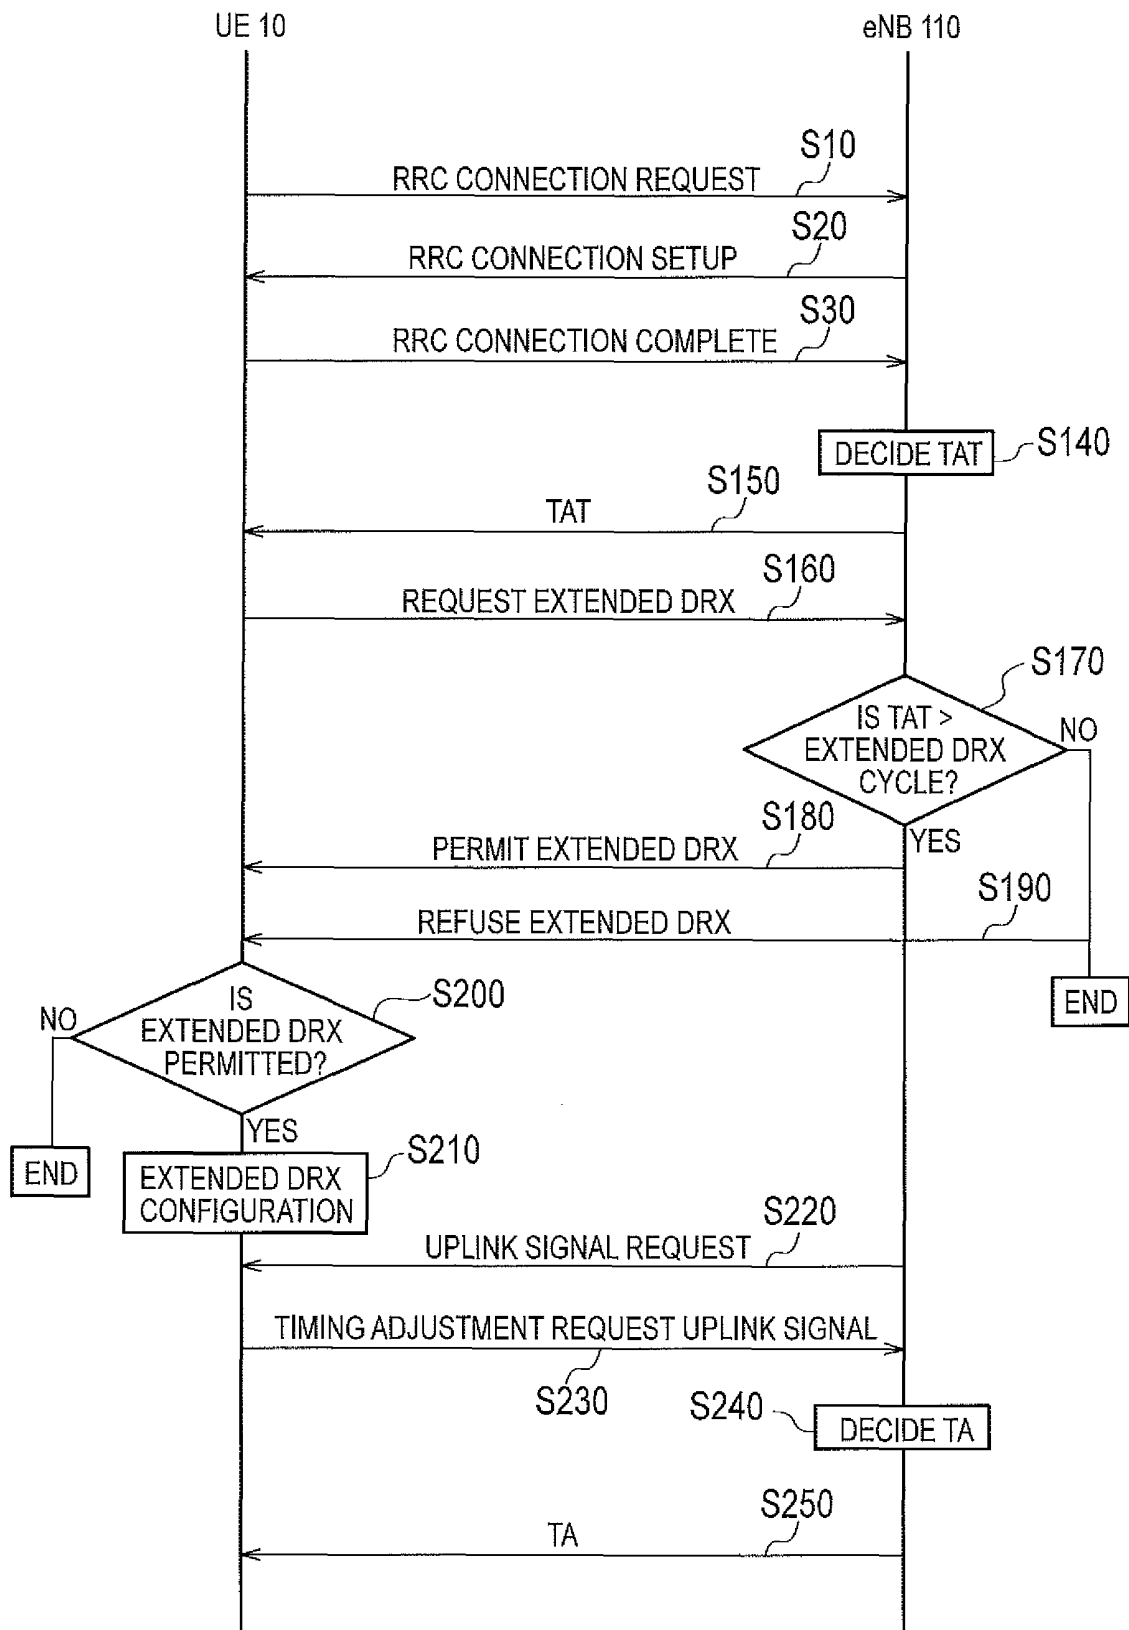 UE 10
eNB 110
S10
RRC CONNECTION REQUEST
S20
RRC CONNECTION SETUP
S30
RRC CONNECTION COMPLETE
DECIDE TAT
S140
S150
TAT
S160
REQUEST EXTENDED DRX
S170
IS TAT >
EXTENDED DRX
CYCLE?
NO
S180
YES
PERMIT EXTENDED DRX
S190
REFUSE EXTENDED DRX
END
S200
IS
EXTENDED DRX
PERMITTED?
NO
YES
END
S210
EXTENDED DRX
CONFIGURATION
S220
UPLINK SIGNAL REQUEST
TIMING ADJUSTMENT REQUEST UPLINK SIGNAL
S230
S240
DECIDE TA
S250
TA